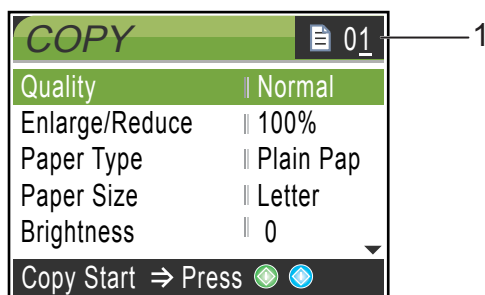 COPY 01 1
Quality Normal
Enlarge/Reduce 100%
Paper Type Plain Pap
Paper Size Letter
Brightness 0
Copy Start ⇒ Press